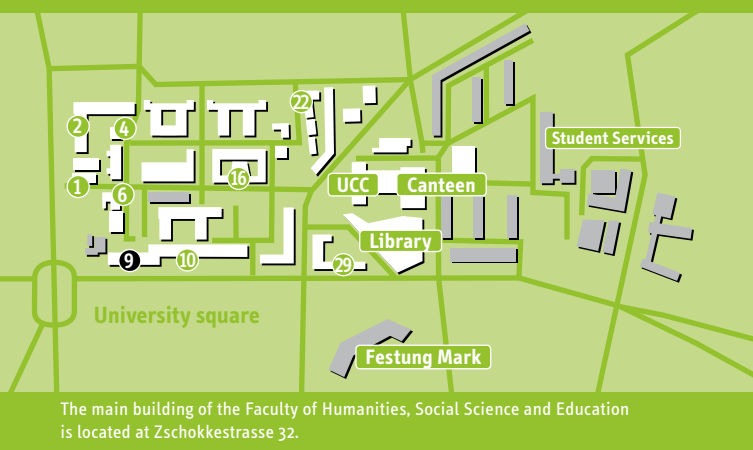 22
2
4
Student Services
16
UCC
Canteen
1
6
Library
9
10
29
University square
Festung Mark
The main building of the Faculty of Humanities, Social Science and Education
is located at Zschokkestrasse 32.